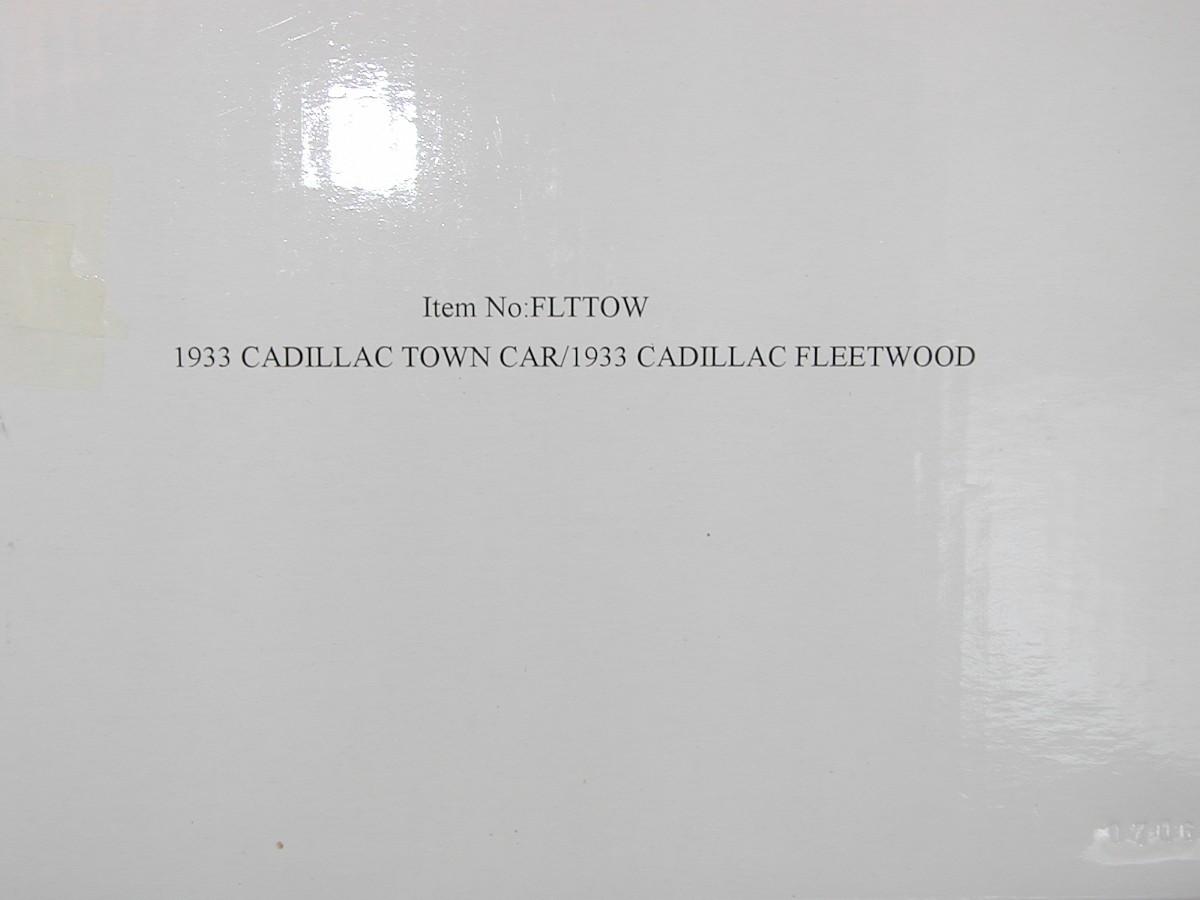 Item No:FLTTOW
1933 CADILLAC TOWN CAR/1933 CADILLAC FLEETWOOD